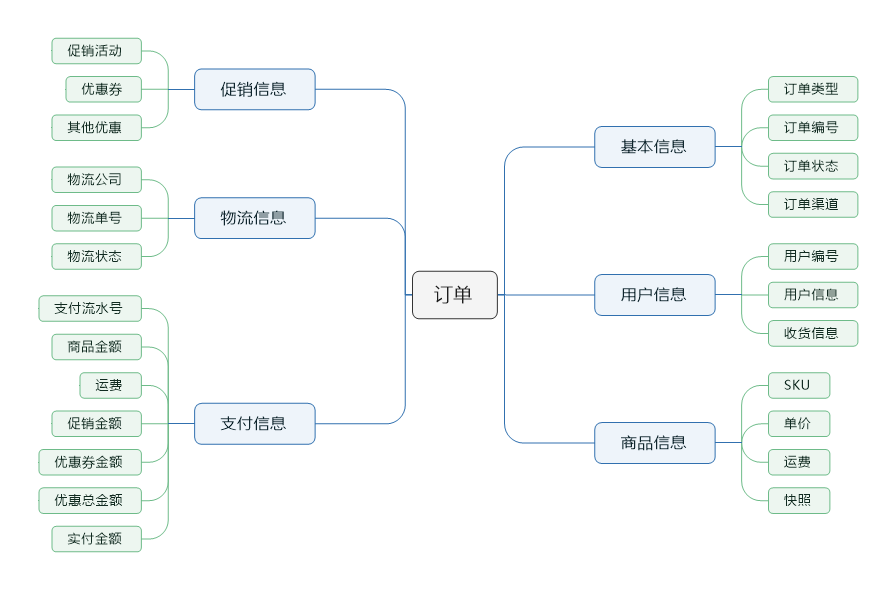 订单
促销信息
促销活动
优惠券
其他优惠
物流信息
物流公司
物流单号
物流状态
支付信息
支付流水号
商品金额
运费
促销金额
优惠券金额
优惠总金额
实付金额
基本信息
订单类型
订单编号
订单状态
订单渠道
用户信息
用户编号
用户信息
收货信息
商品信息
SKU
单价
运费
快照